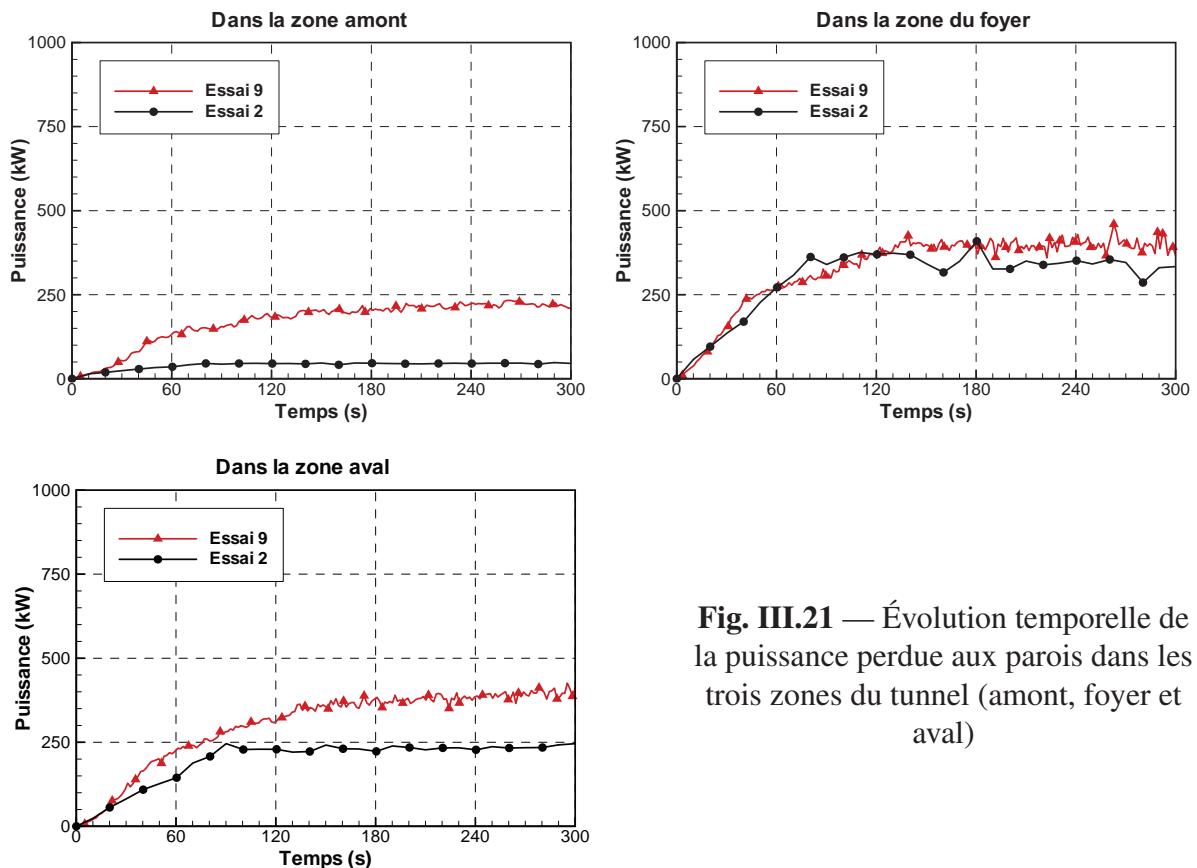 Dans la zone amont
Puissance (kW)
1000
750
500
250
0
Essai 9
Essai 2
0 60 120 180 240 300
Temps (s)
Dans la zone du foyer
Puissance (kW)
1000
750
500
250
0
Essai 9
Essai 2
0 60 120 180 240 300
Temps (s)
Dans la zone aval
Puissance (kW)
1000
750
500
250
0
Essai 9
Essai 2
0 60 120 180 240 300
Temps (s)
Fig. III.21 — Évolution temporelle de
la puissance perdue aux parois dans les
trois zones du tunnel (amont, foyer et
aval)